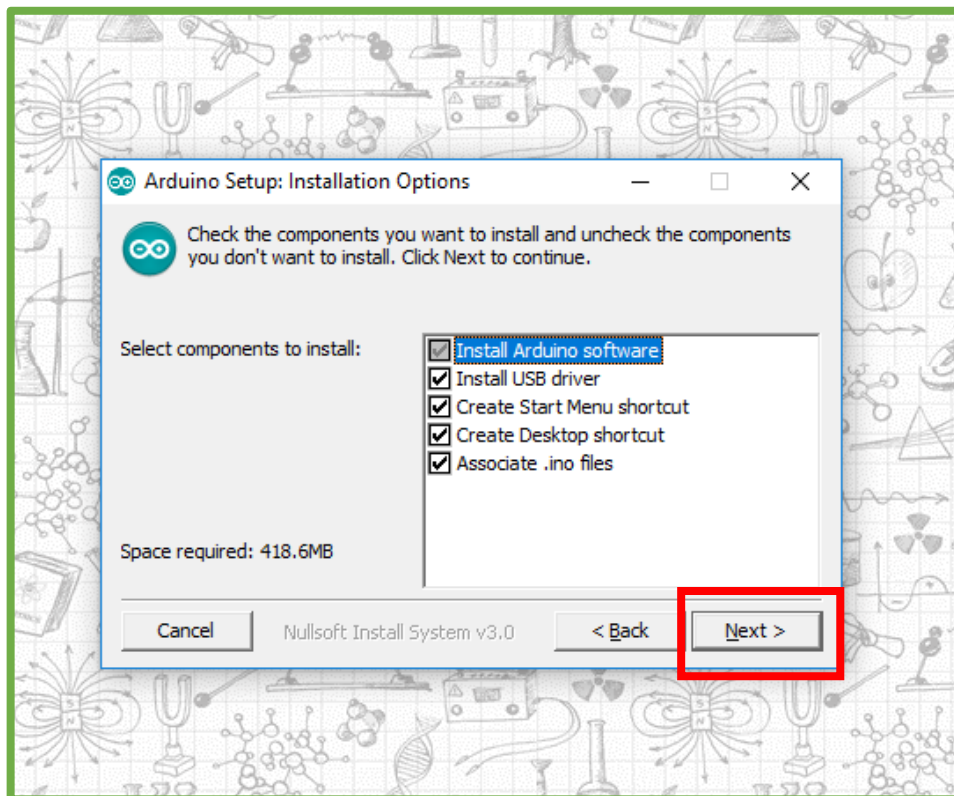 Arduino Setup: Installation Options
Check the components you want to install and uncheck the components
you don't want to install. Click Next to continue.
Select components to install:
Install Arduino software
Install USB driver
Create Start Menu shortcut
Create Desktop shortcut
Associate .ino files
Space required: 418.6MB
Cancel
Nullsoft Install System v3.0
< Back
Next >